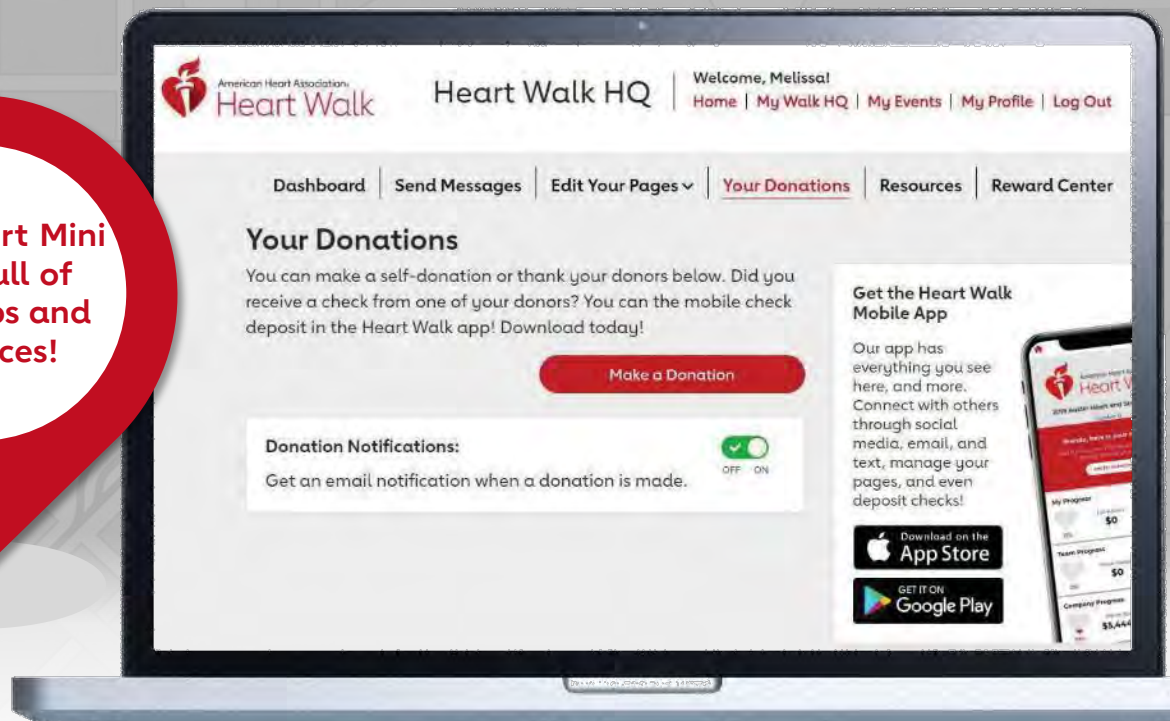 American Heart Association.
Heart Walk
Heart Walk HQ
Welcome, Melissa!
Home | My Walk HQ | My Events | My Profile | Log Out
Dashboard | Send Messages | Edit Your Pages | Your Donations | Resources | Reward Center
rt Mini
ull of
os and
ces!
Your Donations
You can make a self-donation or thank your donors below. Did you
receive a check from one of your donors? You can the mobile check
deposit in the Heart Walk app! Download today!
Make a Donation
Donation Notifications:
Get an email notification when a donation is made.
OFF ON
Get the Heart Walk
Mobile App
Our app has
everything you see
here, and more.
Connect with others
through social
media, email, and
text, manage your
pages, and even
deposit checks!
Download on the
App Store
GET IT ON
Google Play
American Heart
Heart W
My Progress
$0
Team Progress
$0
Company Progress
$5,444